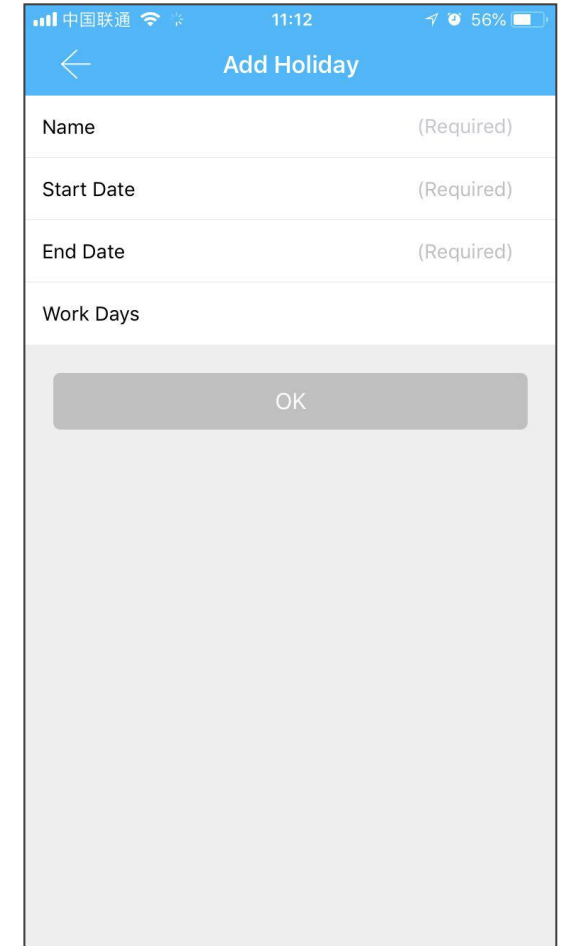 中国联通 11:12 56%
Add Holiday
Name (Required)
Start Date (Required)
End Date (Required)
Work Days
OK